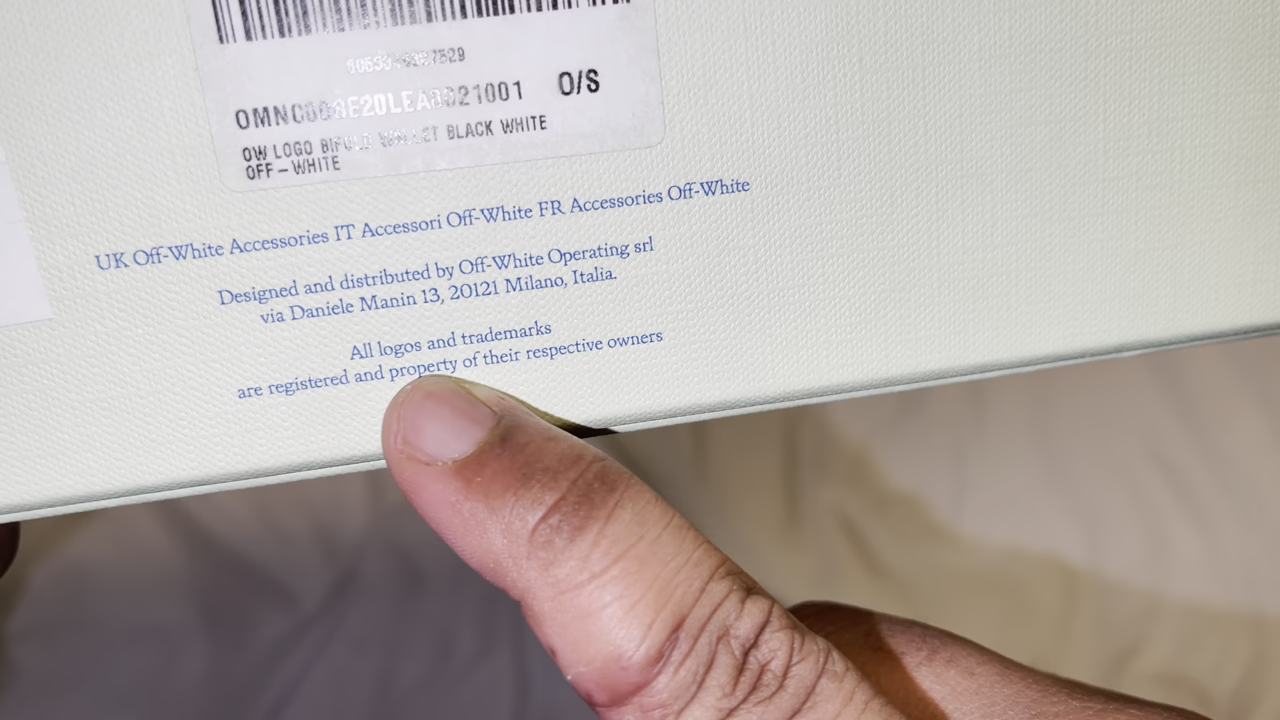 OMNC008E20LEA0021001 O/S
OW LOGO BIFOLD WALLET BLACK WHITE
OFF-WHITE
UK Off-White Accessories IT Accessori Off-White FR Accessories Off-White
Designed and distributed by Off-White Operating srl
via Daniele Manin 13, 20121 Milano, Italia.
All logos and trademarks
are registered and property of their respective owners